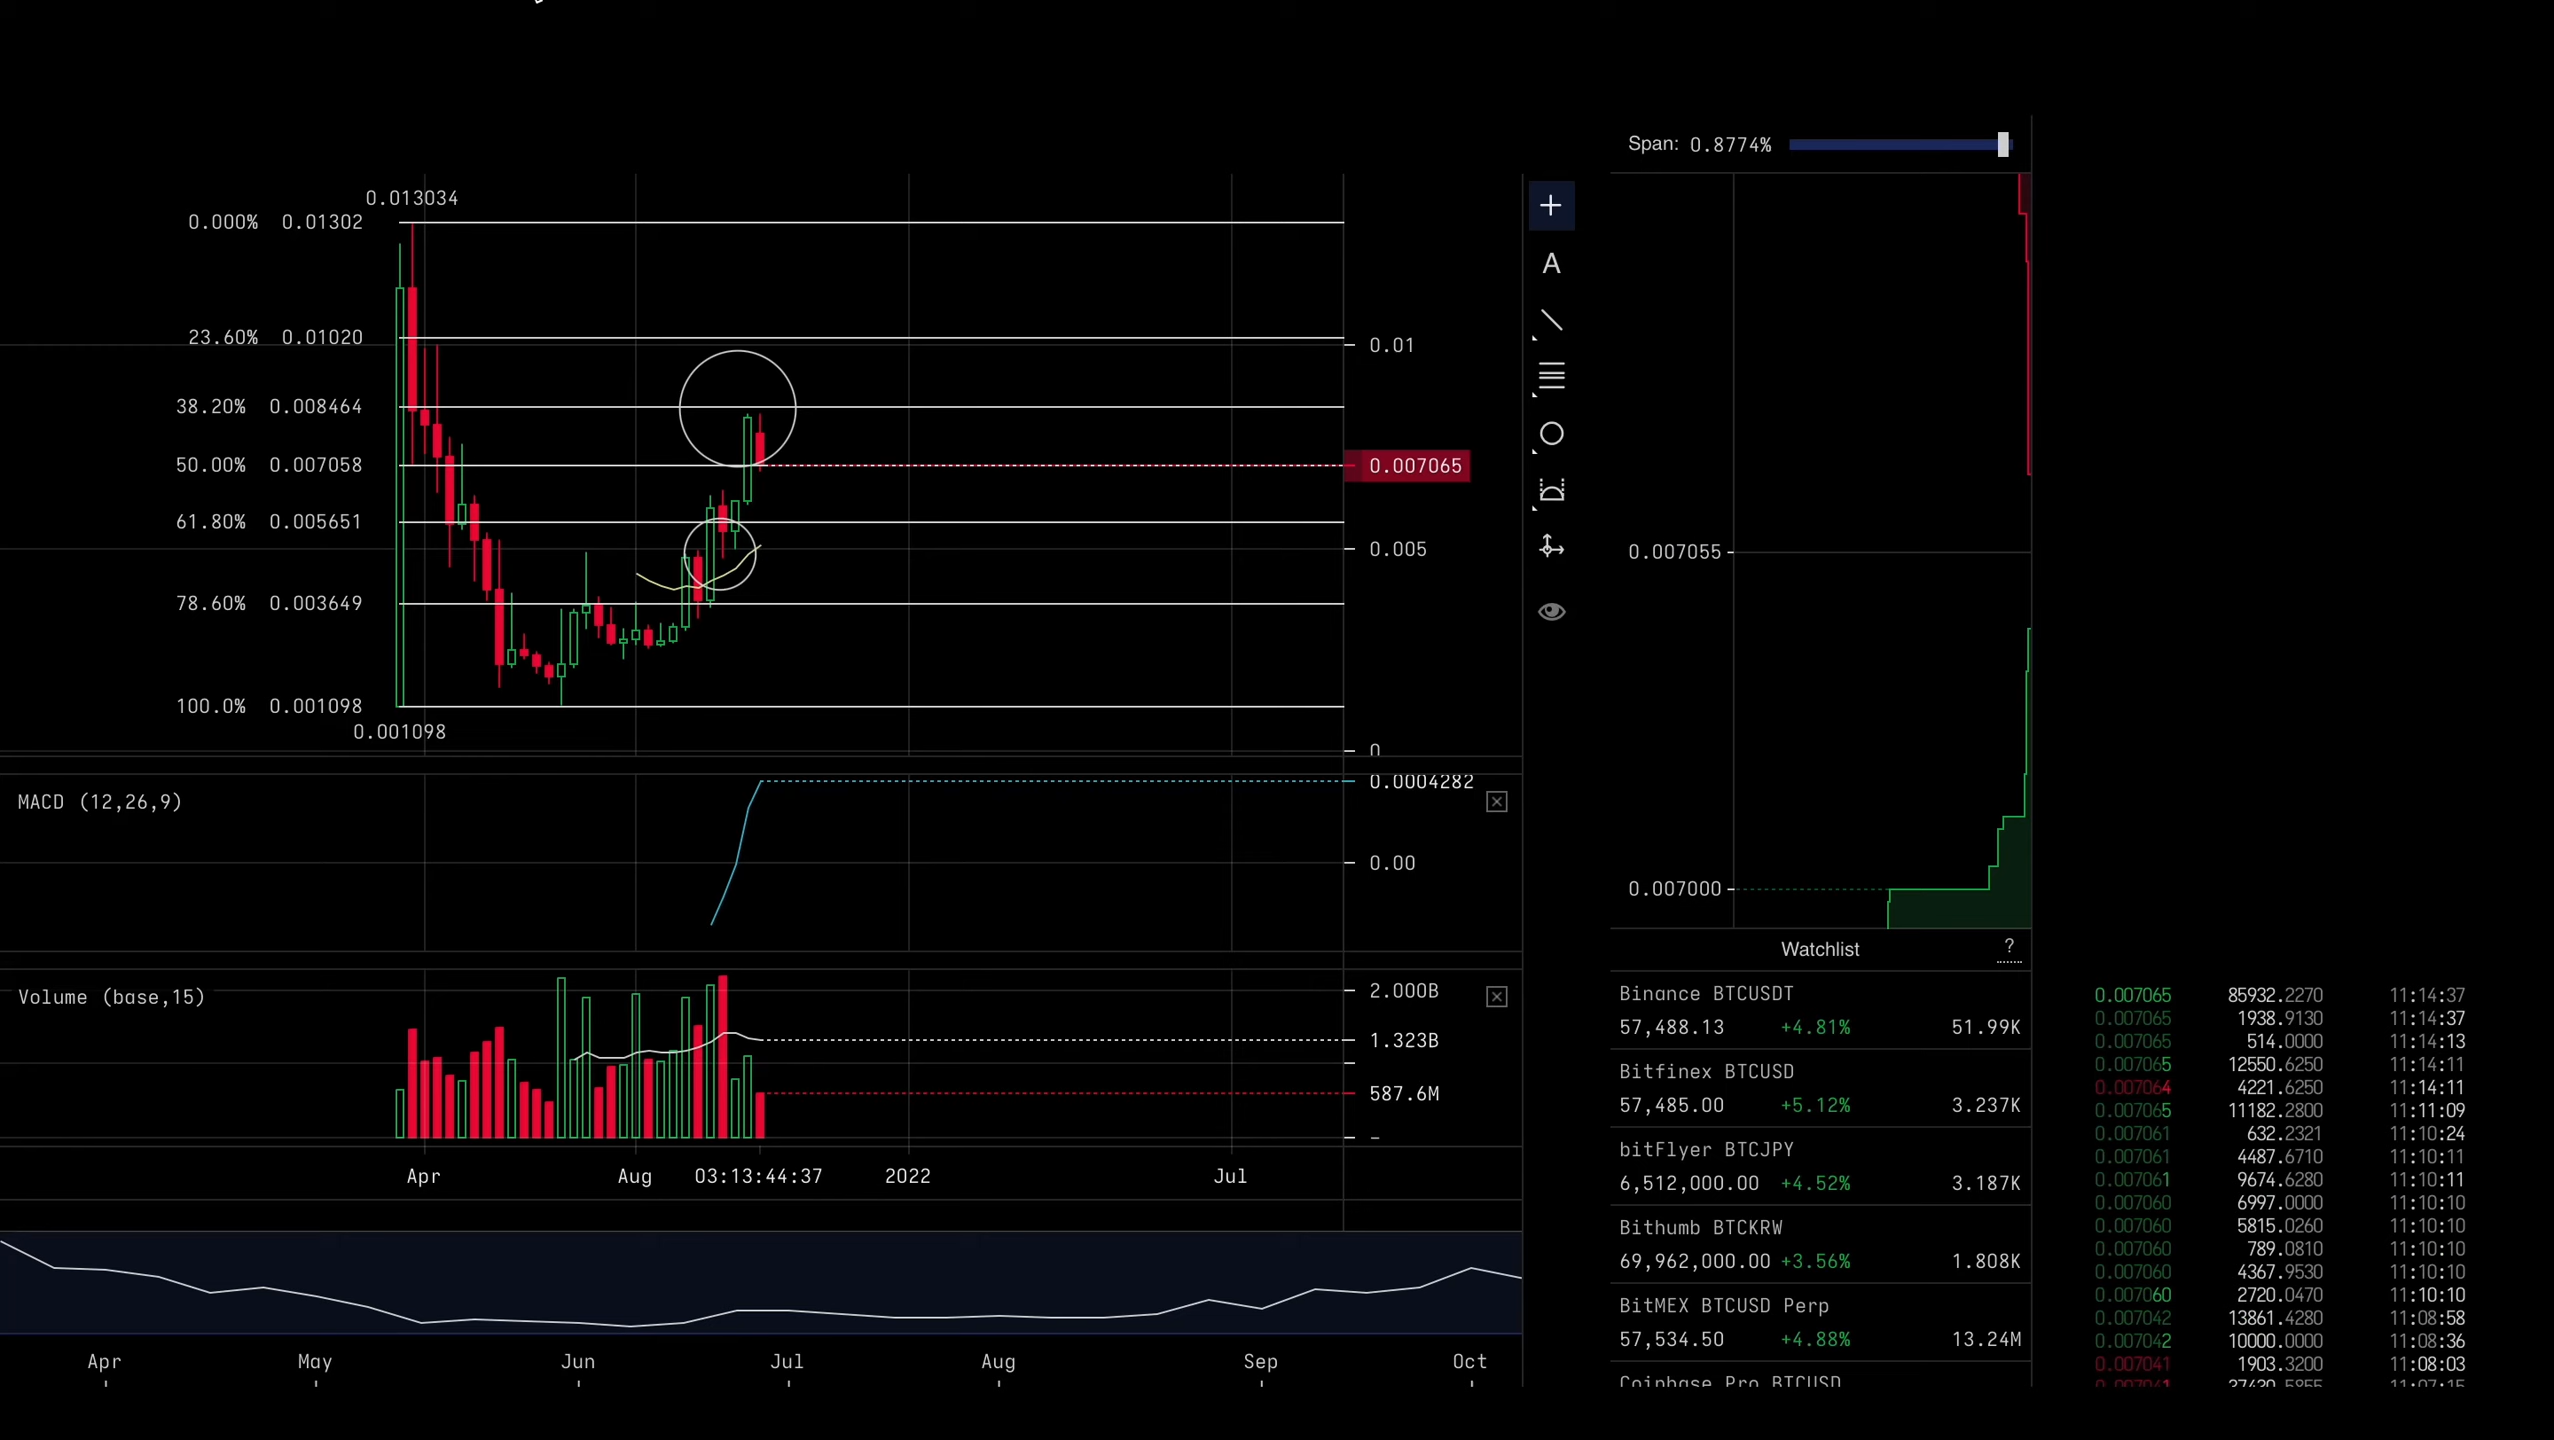 Span: 0.8774%
0.013034
0.000% 0.01302
23.60% 0.01020
0.01
38.20% 0.008464
50.00% 0.007058
0.007065
61.80% 0.005651
0.005
78.60% 0.003649
100.0% 0.001098
0.001098
0
A
0.007055
0.007000
MACD (12,26,9)
0.0004282
0.00
Volume (base,15)
2.000B
1.323B
587.6M
–
Apr Aug 03:13:44:37 2022 Jul
Apr May Jun Jul Aug Sep Oct
Watchlist ?
Binance BTCUSDT
57,488.13 +4.81% 51.99K
Bitfinex BTCUSD
57,485.00 +5.12% 3.237K
bitFlyer BTCJPY
6,512,000.00 +4.52% 3.187K
Bithumb BTCKRW
69,962,000.00 +3.56% 1.808K
BitMEX BTCUSD Perp
57,534.50 +4.88% 13.24M
Coinbase Pro BTCUSD
0.007065 85932.2270 11:14:37
0.007065 1938.9130 11:14:37
0.007065 514.0000 11:14:13
0.007065 12550.6250 11:14:11
0.007064 4221.6250 11:14:11
0.007065 11182.2800 11:11:09
0.007061 632.2321 11:10:24
0.007061 4487.6710 11:10:11
0.007061 9674.6280 11:10:11
0.007060 6997.0000 11:10:10
0.007060 5815.0260 11:10:10
0.007060 789.0810 11:10:10
0.007060 4367.9530 11:10:10
0.007060 2720.0470 11:10:10
0.007042 13861.4280 11:08:58
0.007042 10000.0000 11:08:36
0.007041 1903.3200 11:08:03
0.007041 11:07:15